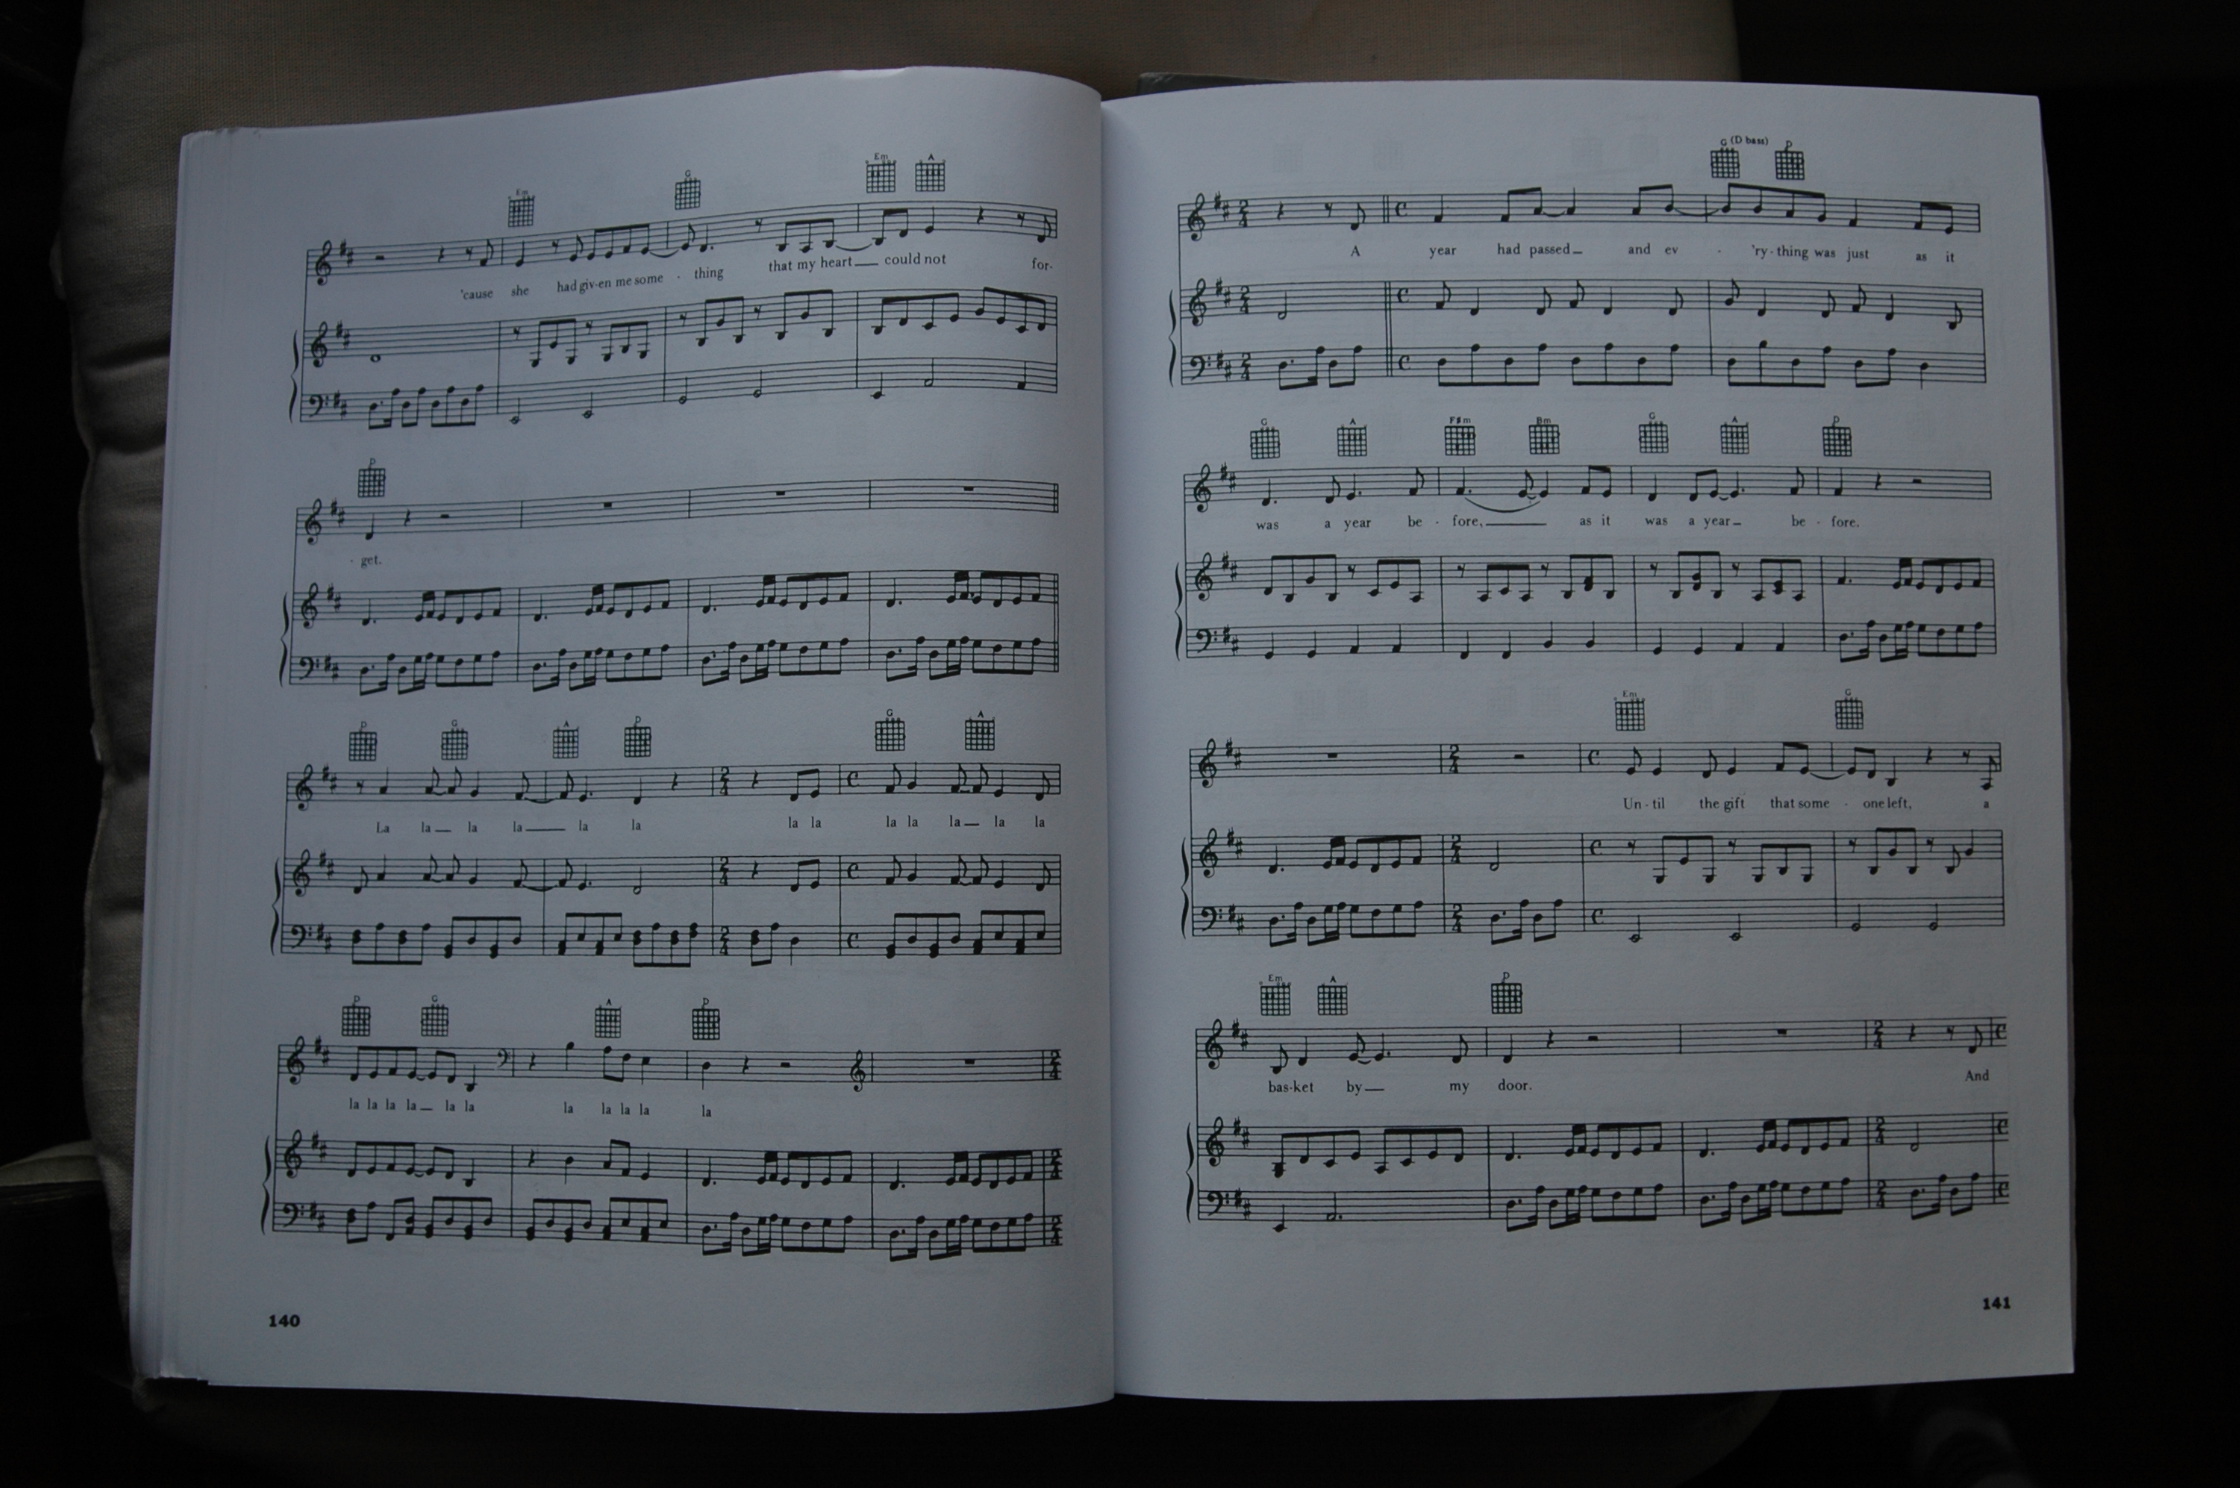 Em G Em A
'cause she had giv-en me some - thing that my heart could not for-
D
- get.
D G A D G A
La la la la la la la la la la la la la
D G A D
la la la la la la la la la la la
140
G (D bass) D
A year had passed and ev - 'ry-thing was just as it
G A F#m Bm G A D
was a year be - fore, as it was a year be - fore.
Em G
Un-til the gift that some - one left, a
Em A D
bas-ket by my door. And
141